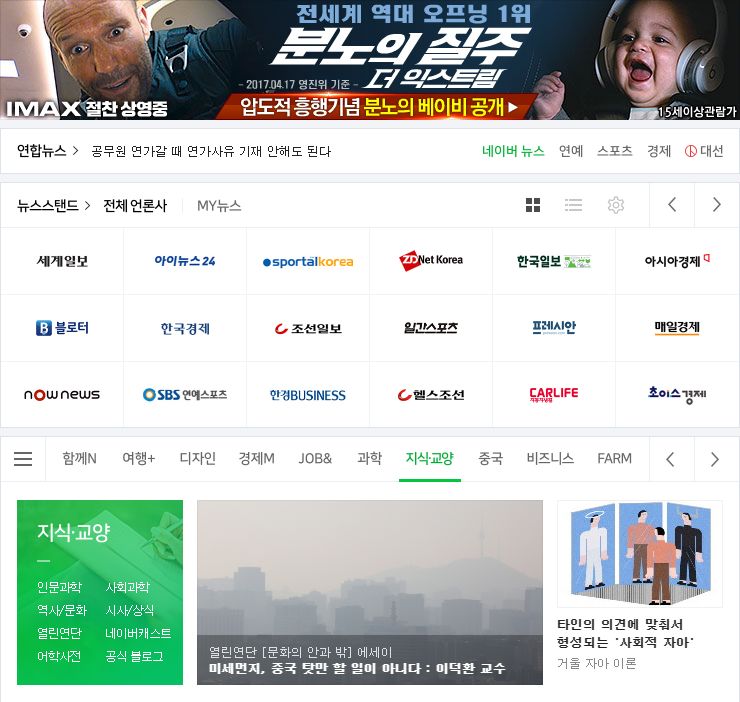 전세계 역대 오프닝 1위
분노의 질주
더 익스트림
- 2017.04.17 영진위 기준 -
IMAX 절찬 상영중
압도적 흥행기념 분노의 베이비 공개 ▶
15세이상관람가
연합뉴스 > 공무원 연가갈 때 연가사유 기재 안해도 된다
네이버 뉴스 연예 스포츠 경제 대선
뉴스스탠드 > 전체 언론사 MY뉴스
세계일보 아이뉴스24 sportalkorea ZDNet Korea 한국일보 아시아경제
B 블로터 한국경제 조선일보 일간스포츠 프레시안 매일경제
nownews SBS 연예스포츠 한경BUSINESS 헬스조선 CARLIFE 초이스경제
함께N 여행+ 디자인 경제M JOB& 과학 지식·교양 중국 비즈니스 FARM
지식·교양
인문과학 사회과학
역사/문화 시사/상식
열린연단 네이버캐스트
어학사전 공식 블로그
열린연단 [문화의 안과 밖] 에세이
미세먼지, 중국 탓만 할 일이 아니다 : 이덕환 교수
타인의 의견에 맞춰서
형성되는 '사회적 자아'
거울 자아 이론